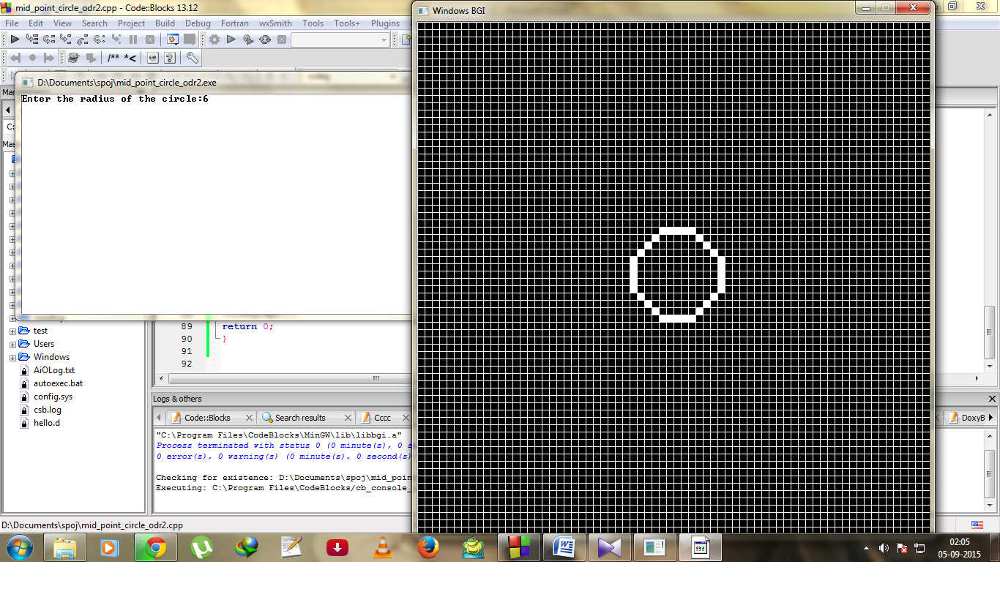 mid_point_circle_odr2.cpp - Code::Blocks 13.12
File Edit View Search Project Build Debug Fortran wxSmith Tools Tools+ Plugins
/** *<
Windows BGI
D:\Documents\spoj\mid_point_circle_odr2.exe
Enter the radius of the circle:6
Mar
C:
Mas
test
Users
Windows
AiOLog.txt
autoexec.bat
config.sys
csb.log
hello.d
89 return 0;
90 }
91
92
Logs & others
Code::Blocks Search results Cccc DoxyB
"C:\Program Files\CodeBlocks\MinGW\lib\libbgi.a"
Process terminated with status 0 (0 minute(s), 0 se
0 error(s), 0 warning(s) (0 minute(s), 0 second(s)
Checking for existence: D:\Documents\spoj\mid_poin
Executing: C:\Program Files\CodeBlocks/cb_console_
D:\Documents\spoj\mid_point_circle_odr2.cpp
02:05
05-09-2015